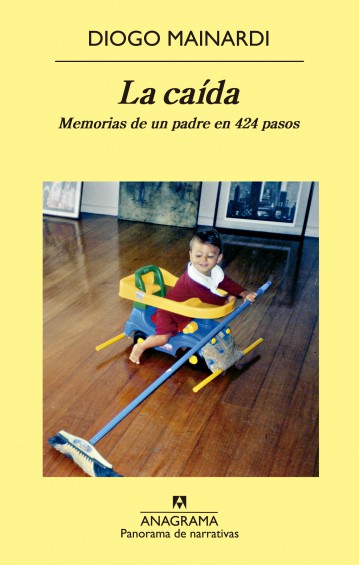 DIOGO MAINARDI
La caída
Memorias de un padre en 424 pasos
ANAGRAMA
Panorama de narrativas